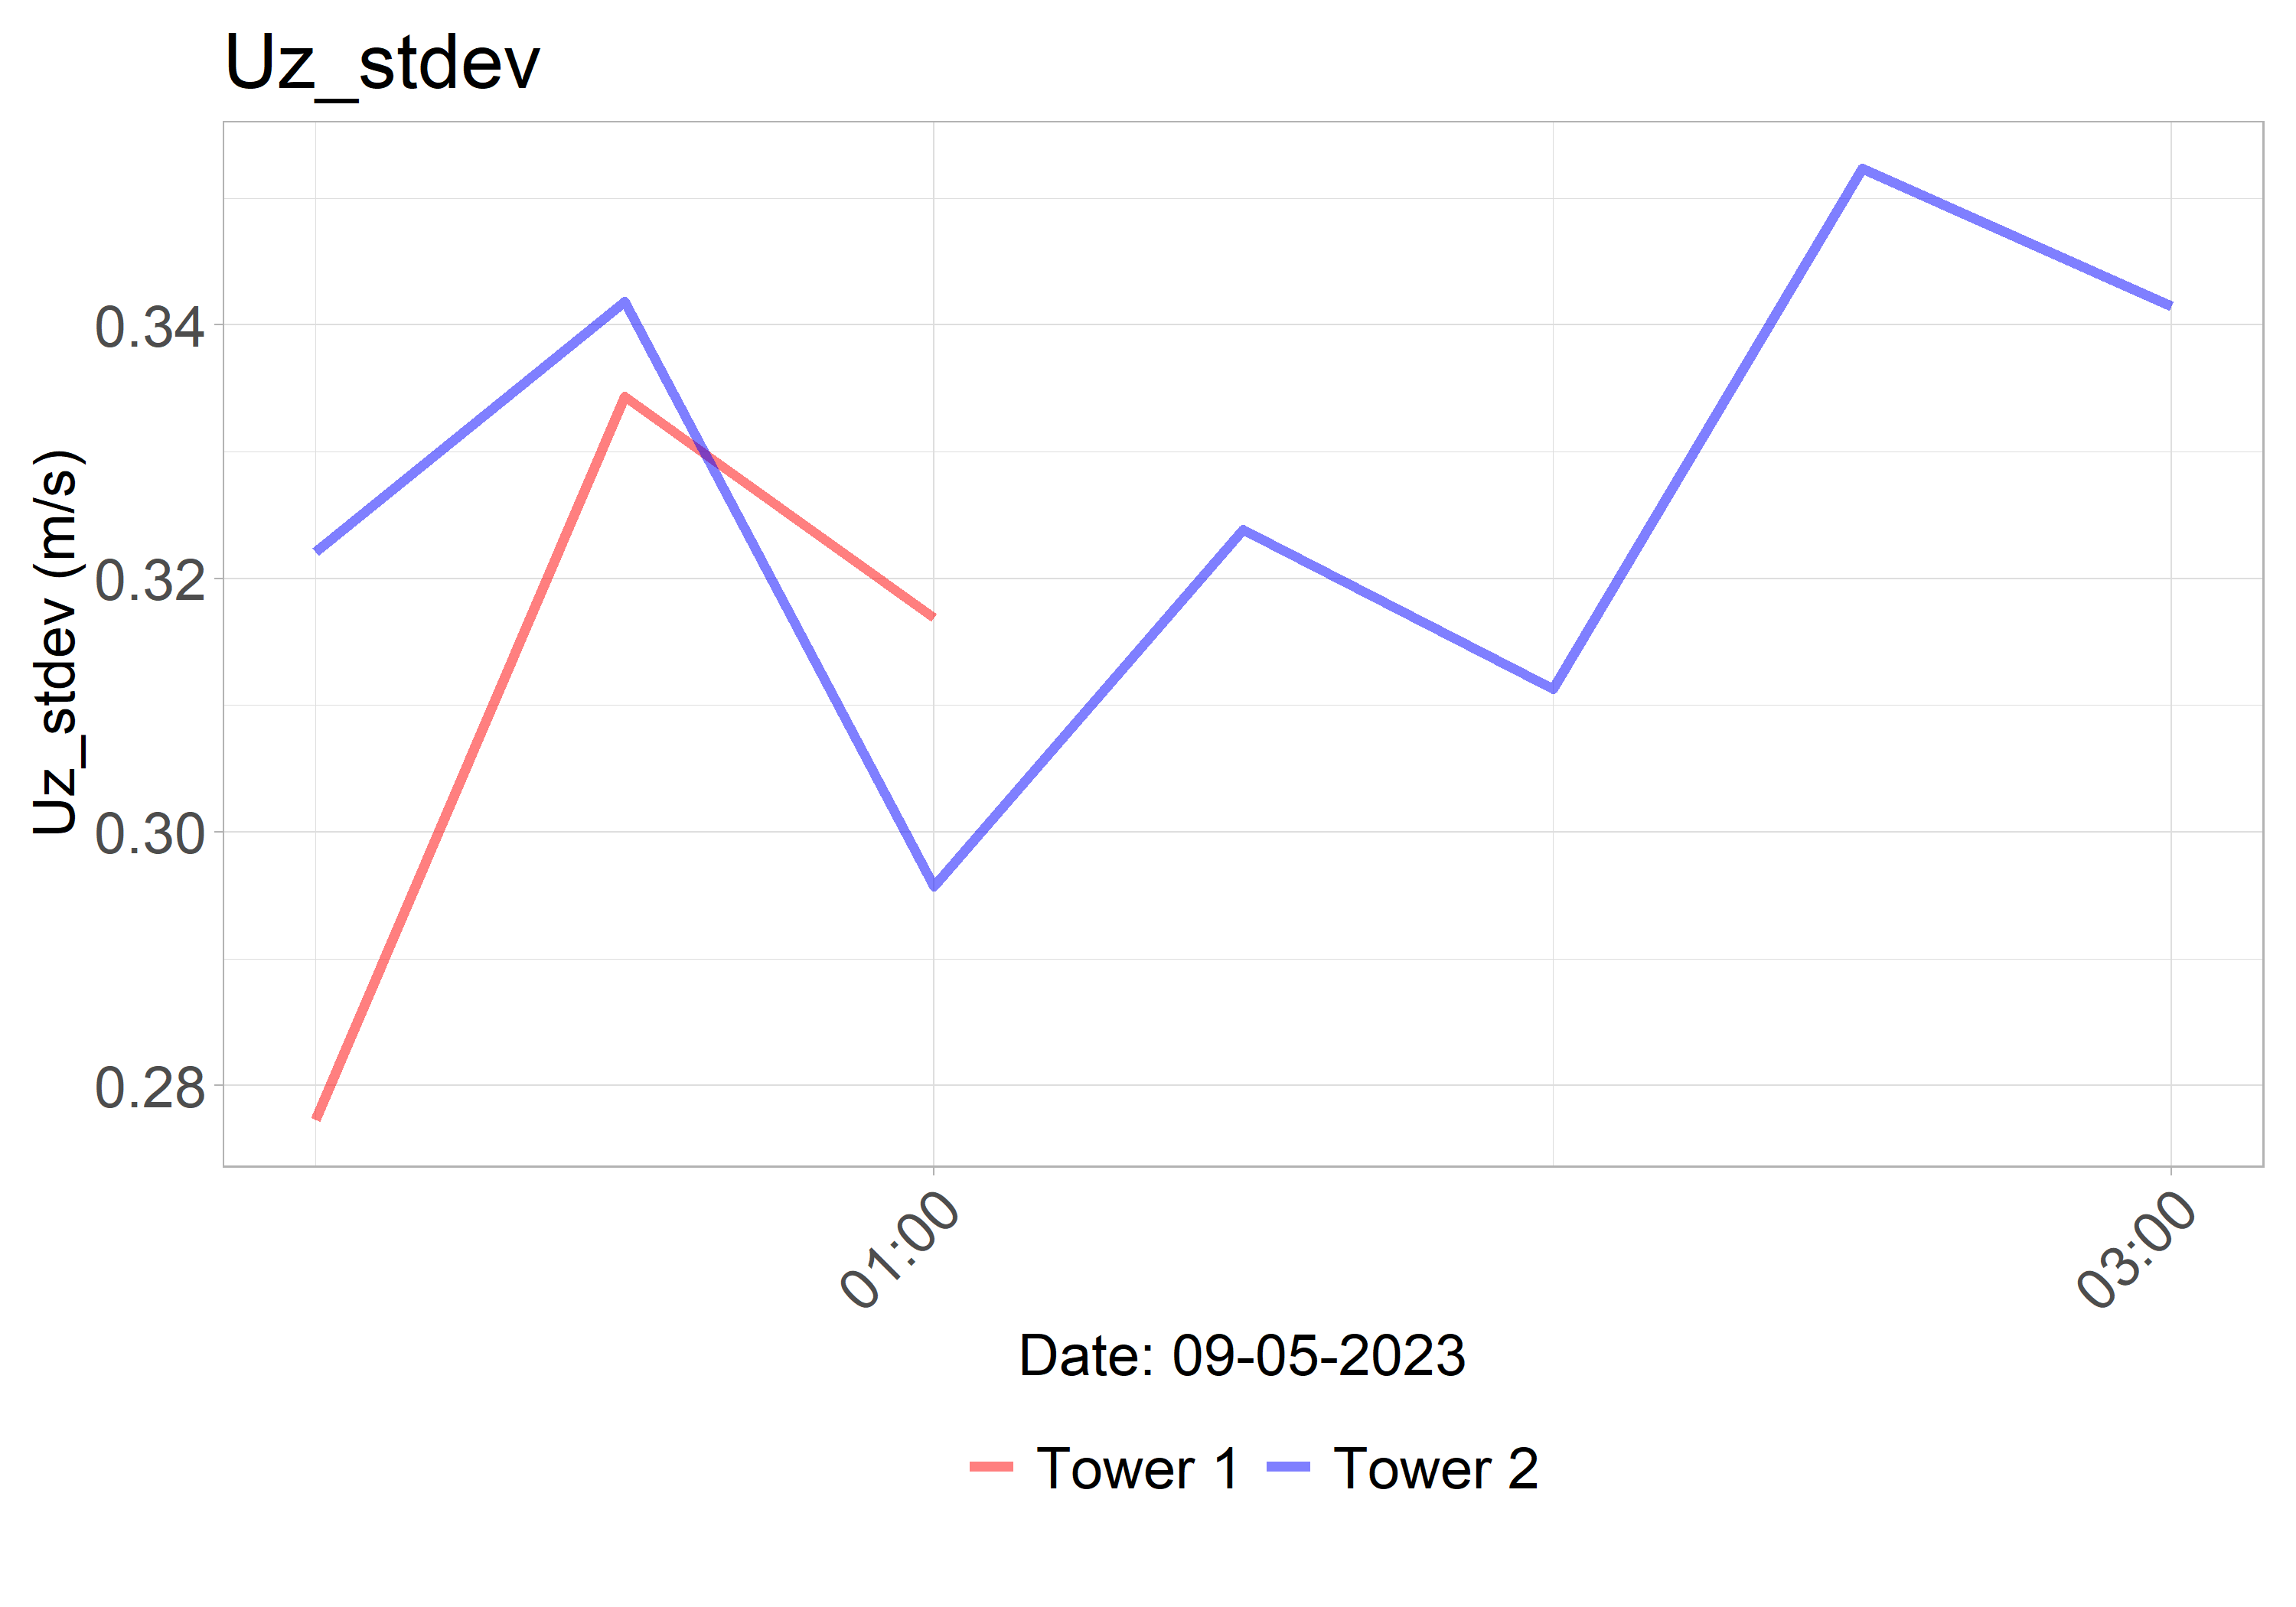 Uz_stdev
Uz_stdev (m/s)
0.34
0.32
0.30
0.28
01:00
03:00
Date: 09-05-2023
Tower 1
Tower 2